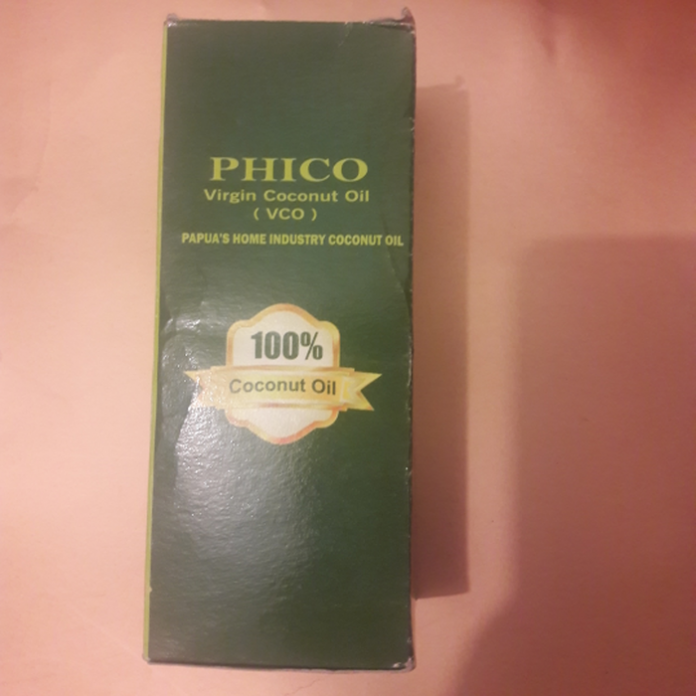 PHICO
Virgin Coconut Oil
( VCO )
PAPUA'S HOME INDUSTRY COCONUT OIL
100%
Coconut Oil